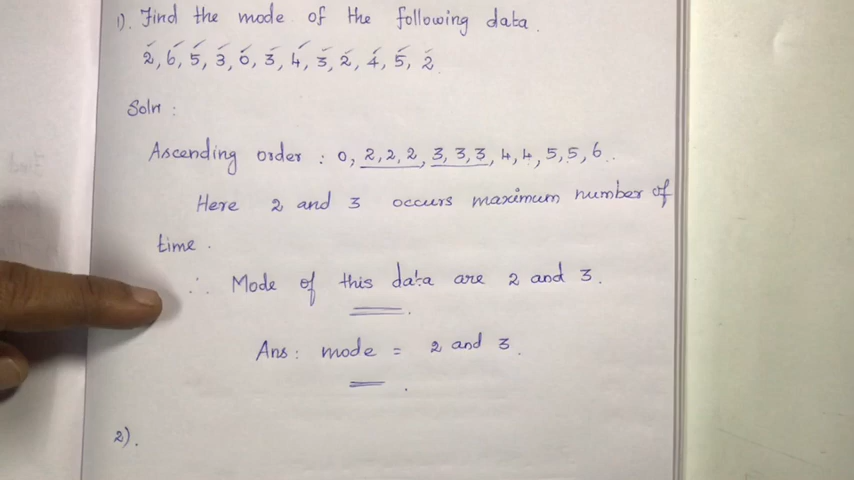 1). Find the mode of the following data.
2, 6, 5, 3, 0, 3, 4, 3, 2, 4, 5, 2
Soln :
Ascending order : 0, 2, 2, 2, 3, 3, 3, 4, 4, 5, 5, 6.
Here 2 and 3 occurs maximum number of
time.
∴ Mode of this data are 2 and 3.
Ans: mode = 2 and 3.
2).